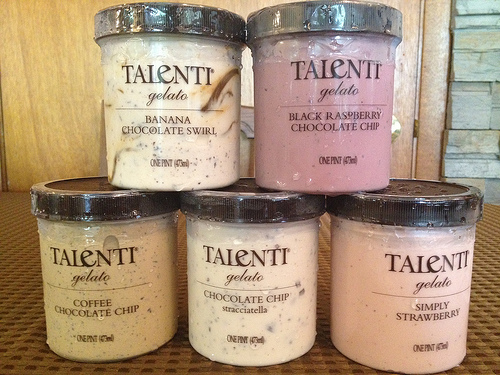 TALENTI
gelato
BANANA
CHOCOLATE SWIRL
ONE PINT (473ml)
TALENTI
gelato
BLACK RASPBERRY
CHOCOLATE CHIP
ONE PINT (473ml)
TALENTI
gelato
COFFEE
CHOCOLATE CHIP
ONE PINT (473ml)
TALENTI
gelato
CHOCOLATE CHIP
stracciatella
ONE PINT (473ml)
TALENTI
gelato
SIMPLY
STRAWBERRY
ONE PINT (473ml)